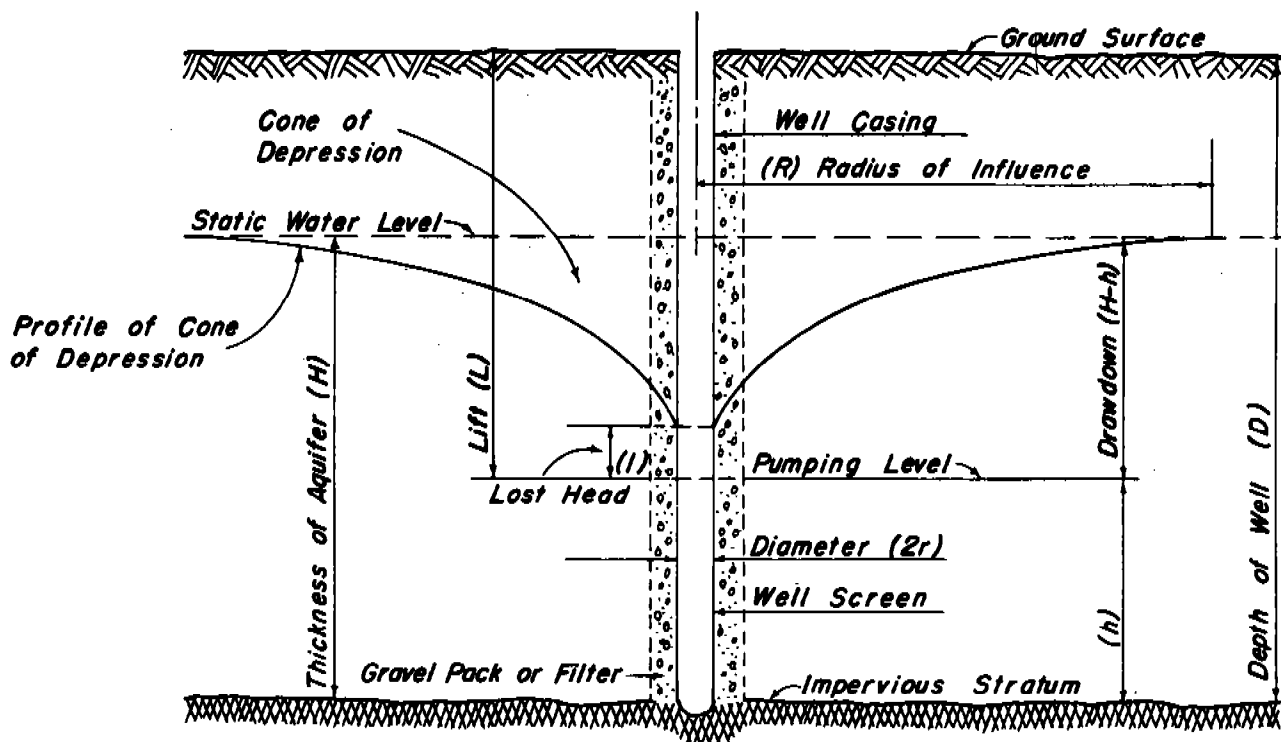 Ground Surface
Cone of
Depression
Well Casing
(R) Radius of
Influence
Static Water Level
Profile of Cone
of Depression
Thickness of Aquifer (H)
Lift (L)
(l)
Lost Head
Drawdown (H-h)
Depth of Well (D)
Pumping Level
Diameter (2r)
Well Screen
(h)
Gravel Pack or Filter
Impervious Stratum